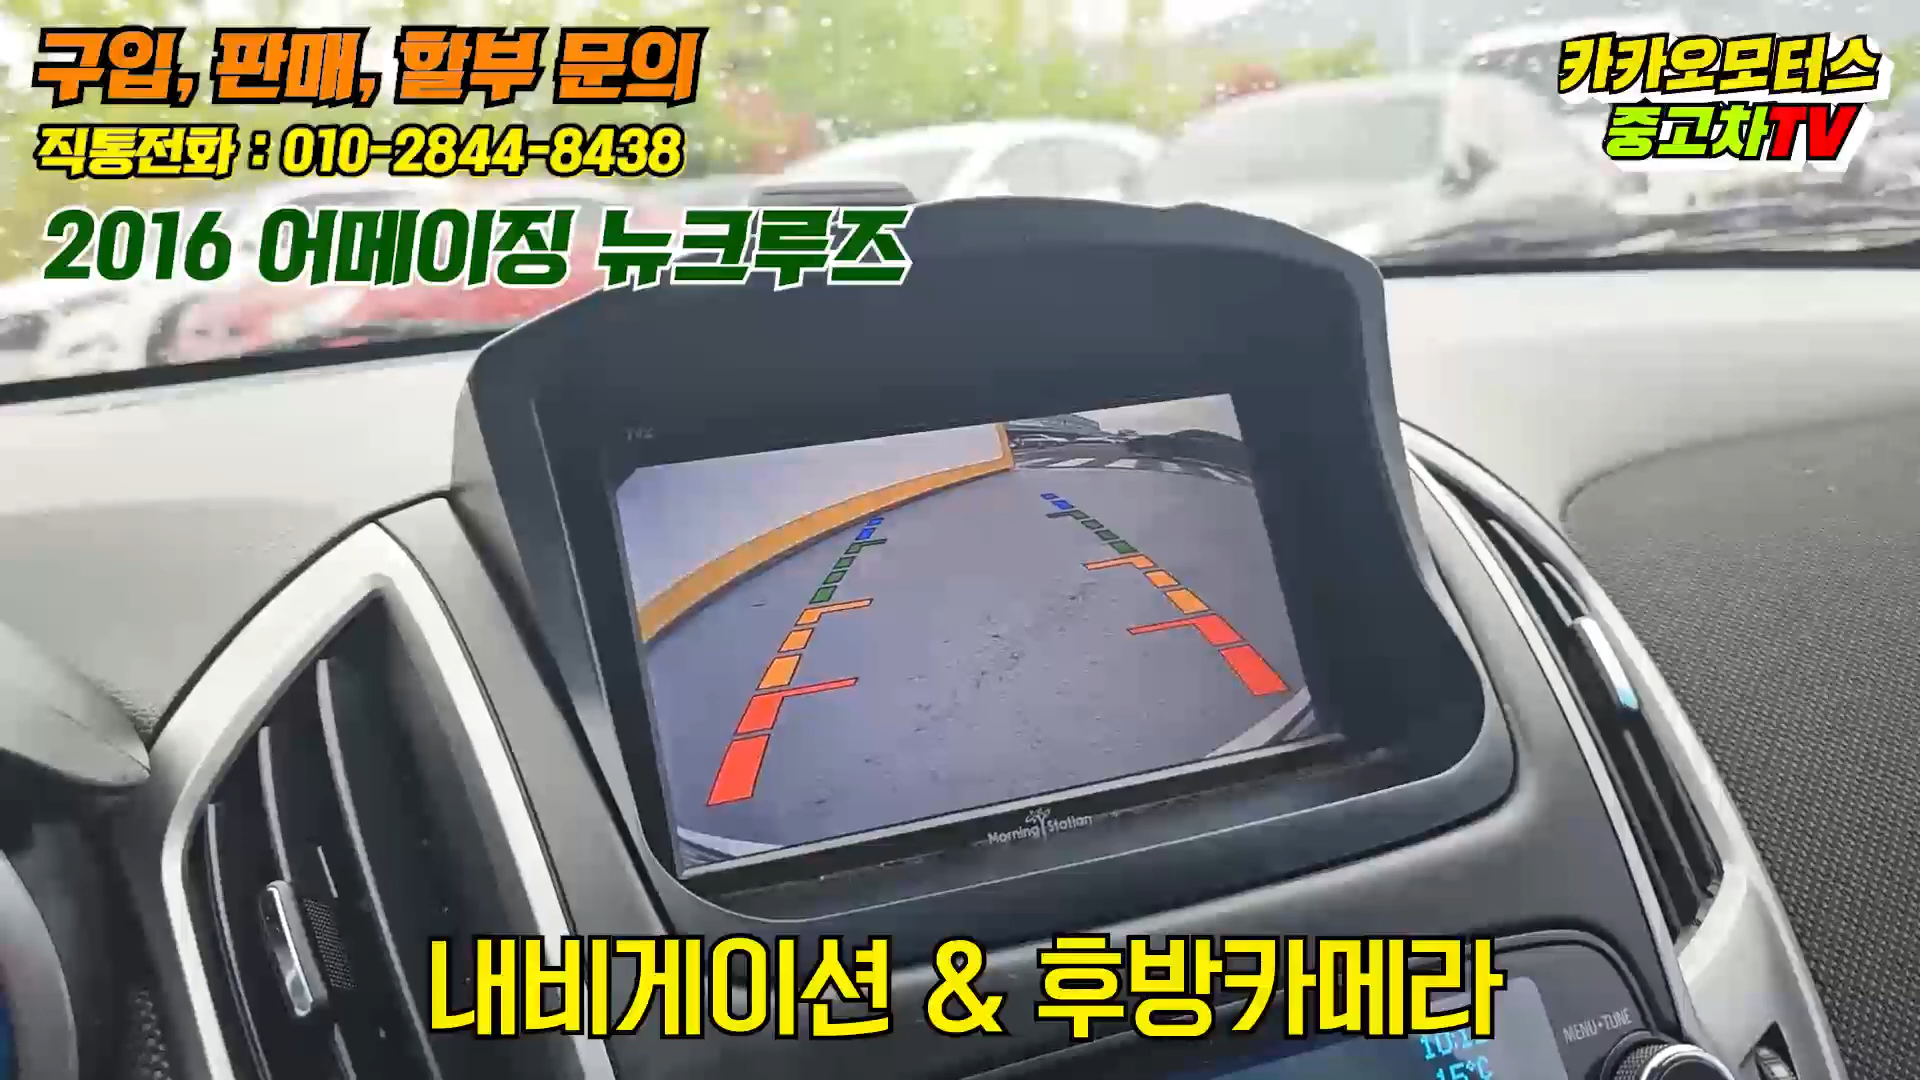 구입, 판매, 할부 문의
직통전화 : 010-2844-8438
2016 어메이징 뉴크루즈
카카오모터스
중고차TV
Morning Station
내비게이션 & 후방카메라
MENU•TUNE
15°C